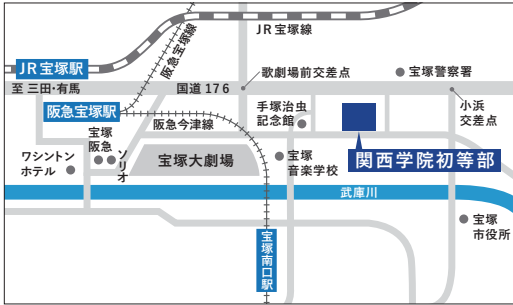 JR宝塚線
阪急宝塚線
JR宝塚駅
至 三田・有馬
国道176
歌劇場前交差点
宝塚警察署
阪急宝塚駅
阪急今津線
手塚治虫
記念館
小浜
交差点
宝塚
阪急
ソリオ
ワシントン
ホテル
宝塚大劇場
宝塚
音楽学校
関西学院初等部
武庫川
宝塚南口駅
宝塚
市役所